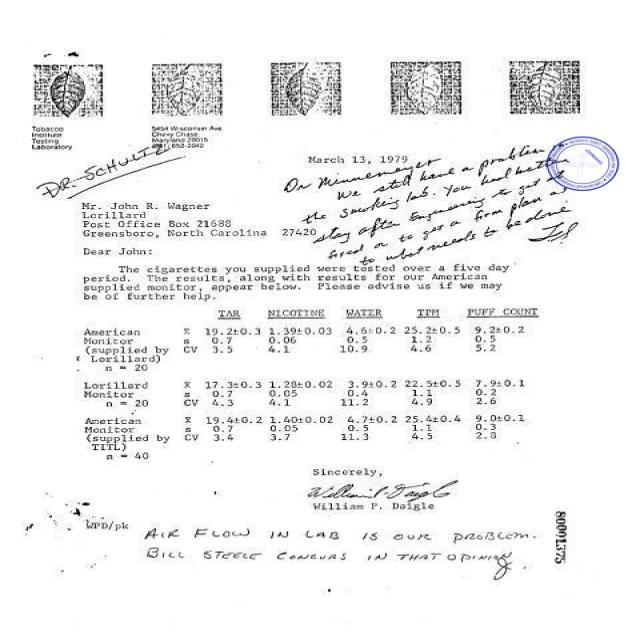 Tobacco
Institute
Testing
Laboratory
5454 Wisconsin Ave
Chevy Chase,
Maryland 20015
(301) 652-2042
DR. SCHULTZ
March 13, 1979
Dr Minnemeyer
We still have a problem in
the smoking lab. You had better
stay after Engineering to get it
fixed or to get a firm plan as
to what needs to be done
Mr. John R. Wagner
Lorillard
Post Office Box 21688
Greensboro, North Carolina 27420
Dear John:
The cigarettes you supplied were tested over a five day
period. The results, along with results for our American
supplied monitor, appear below. Please advise us if we may
be of further help.
TAR NICOTINE WATER TPM PUFF COUNT
American x̄ 19.2±0.3 1.39±0.03 4.6±0.2 25.2±0.5 9.2±0.2
Monitor s 0.7 0.06 0.5 1.2 0.5
(supplied by CV 3.5 4.1 10.9 4.6 5.2
Lorillard)
n = 20
Lorillard x̄ 17.3±0.3 1.28±0.02 3.9±0.2 22.5±0.5 7.9±0.1
Monitor s 0.7 0.05 0.4 1.1 0.2
n = 20 CV 4.3 4.1 11.2 4.9 2.6
American x̄ 19.4±0.2 1.40±0.02 4.7±0.2 25.4±0.4 9.0±0.1
Monitor s 0.7 0.05 0.5 1.1 0.3
(supplied by CV 3.4 3.7 11.3 4.5 2.8
TITL)
n = 40
Sincerely,
William P. Daigle
William P. Daigle
WPD/pk
AIR FLOW IN LAB IS OUR PROBLEM.
BILL STEELE CONCURS IN THAT OPINION.
80001375